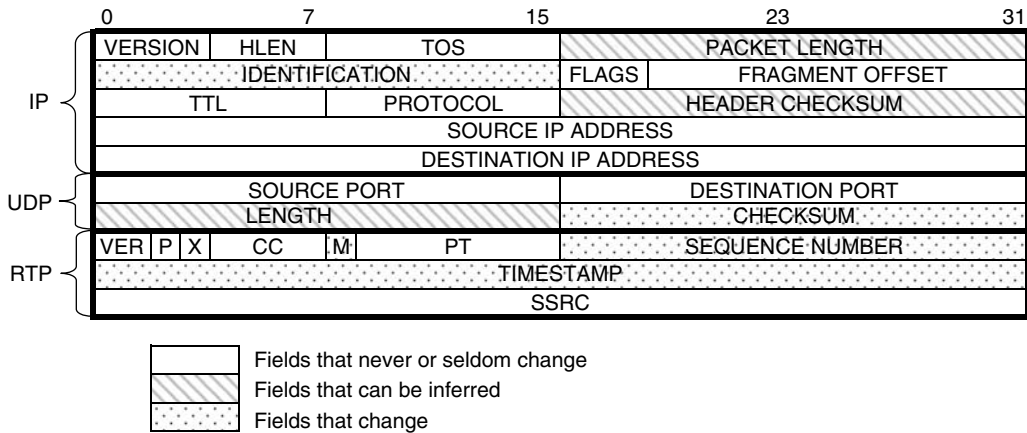 0 7 15 23 31
VERSION HLEN TOS PACKET LENGTH
IDENTIFICATION FLAGS FRAGMENT OFFSET
IP TTL PROTOCOL HEADER CHECKSUM
SOURCE IP ADDRESS
DESTINATION IP ADDRESS
SOURCE PORT DESTINATION PORT
UDP
LENGTH CHECKSUM
VER P X CC M PT SEQUENCE NUMBER
RTP TIMESTAMP
SSRC
Fields that never or seldom change
Fields that can be inferred
Fields that change